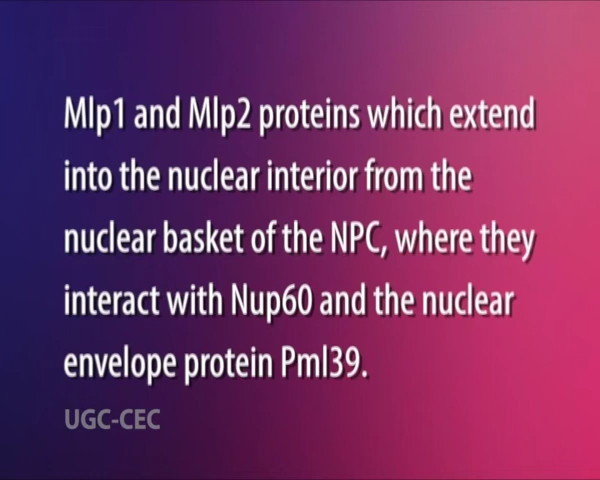 Mlp1 and Mlp2 proteins which extend
into the nuclear interior from the
nuclear basket of the NPC, where they
interact with Nup60 and the nuclear
envelope protein Pml39.
UGC-CEC